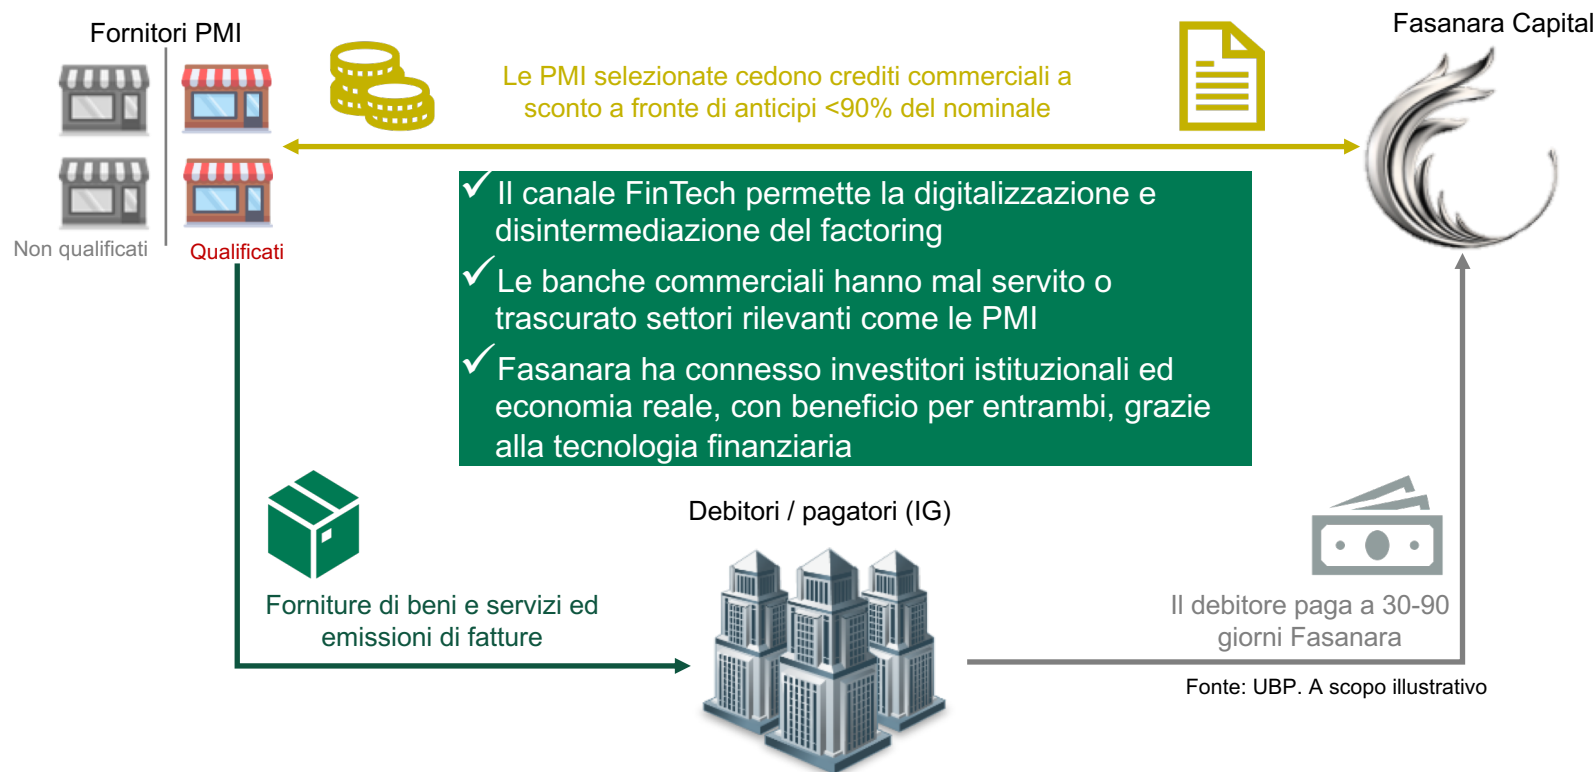 Fornitori PMI
Fasanara Capital
Le PMI selezionate cedono crediti commerciali a
sconto a fronte di anticipi <90% del nominale
Non qualificati
Qualificati
✓ Il canale FinTech permette la digitalizzazione e
disintermediazione del factoring
✓ Le banche commerciali hanno mal servito o
trascurato settori rilevanti come le PMI
✓ Fasanara ha connesso investitori istituzionali ed
economia reale, con beneficio per entrambi, grazie
alla tecnologia finanziaria
Debitori / pagatori (IG)
Forniture di beni e servizi ed
emissioni di fatture
Il debitore paga a 30-90
giorni Fasanara
Fonte: UBP. A scopo illustrativo